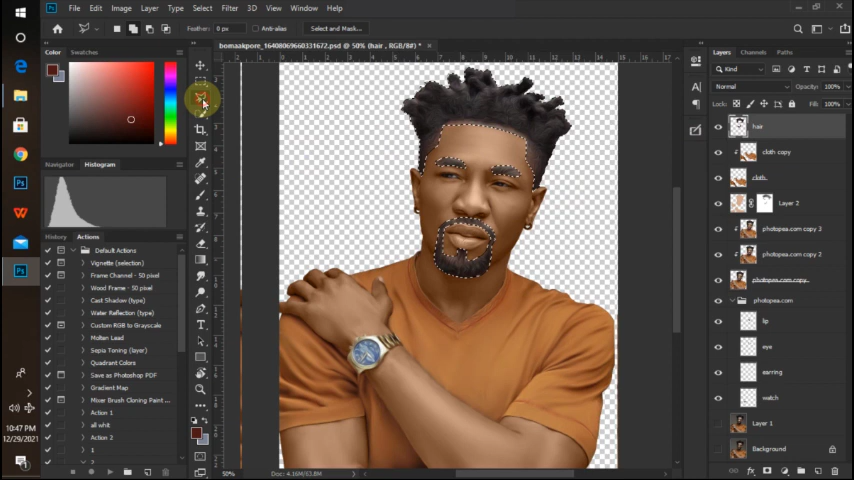 File Edit Image Layer Type Select Filter 3D View Window Help
Feather: 0 px Anti-alias Select and Mask...
Color Swatches
bomaakpore_16408069660331672.psd @ 50% (hair , RGB/8#) *
Layers Channels Paths
Kind
Normal Opacity: 100%
Lock: Fill: 100%
hair
cloth copy
cloth
Layer 2
photopea.com copy 3
photopea.com copy 2
photopea.com copy
photopea.com
lip
eye
earring
watch
Layer 1
Background
Navigator Histogram
History Actions
Default Actions
Vignette (selection)
Frame Channel - 50 pixel
Wood Frame - 50 pixel
Cast Shadow (type)
Water Reflection (type)
Custom RGB to Grayscale
Molten Lead
Sepia Toning (layer)
Quadrant Colors
Save as Photoshop PDF
Gradient Map
Mixer Brush Cloning Paint ...
Action 1
all whit
Action 2
1
50% Doc: 4.16M/63.8M
10:47 PM
12/29/2021